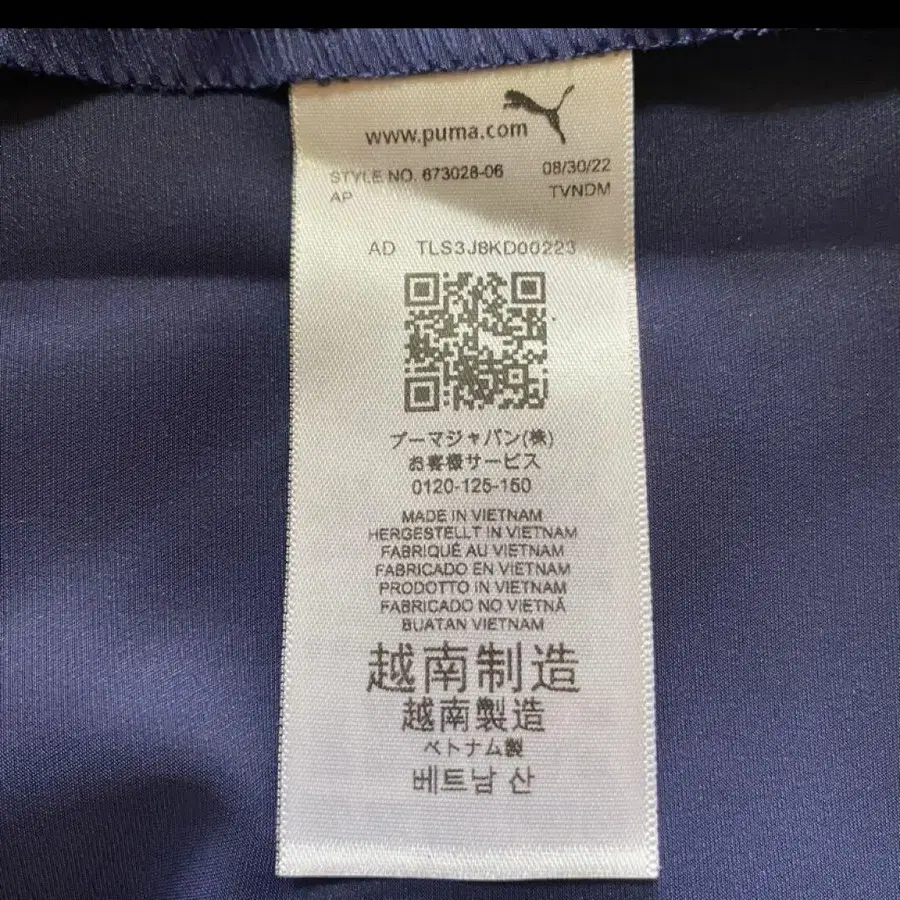 www.puma.com
STYLE NO. 673028-06 08/30/22
AP TVNDM
AD TLS3J8KD00223
プーマジャパン(株)
お客様サービス
0120-125-150
MADE IN VIETNAM
HERGESTELLT IN VIETNAM
FABRIQUÉ AU VIETNAM
FABRICADO EN VIETNAM
PRODOTTO IN VIETNAM
FABRICADO NO VIETNÃ
BUATAN VIETNAM
越南制造
越南製造
ベトナム製
베트남 산